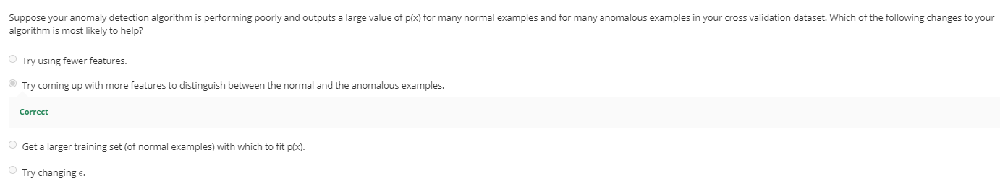 Suppose your anomaly detection algorithm is performing poorly and outputs a large value of p(x) for many normal examples and for many anomalous examples in your cross validation dataset. Which of the following changes to your
algorithm is most likely to help?
Try using fewer features.
Try coming up with more features to distinguish between the normal and the anomalous examples.
Correct
Get a larger training set (of normal examples) with which to fit p(x).
Try changing ϵ.